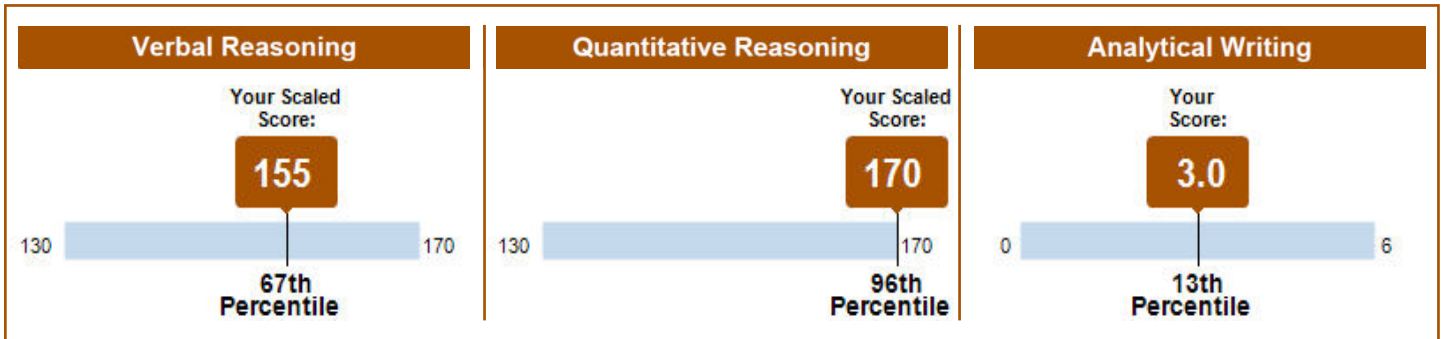 Verbal Reasoning
Your Scaled
Score:
155
130
170
67th
Percentile
Quantitative Reasoning
Your Scaled
Score:
170
130
170
96th
Percentile
Analytical Writing
Your
Score:
3.0
0
6
13th
Percentile